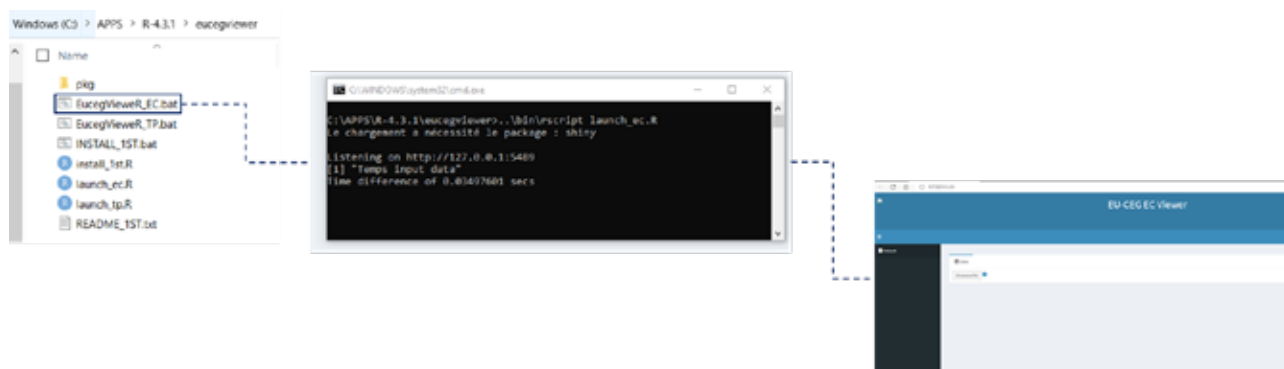 Windows (C:) > APPS > R-4.3.1 > eucegviewer
Name
pkg
EucegVieweR_EC.bat
EucegVieweR_TP.bat
INSTALL_1ST.bat
install_1st.R
launch_ec.R
launch_tp.R
README_1ST.txt
C:\WINDOWS\system32\cmd.exe
C:\APPS\R-4.3.1\eucegviewer>..\bin\rscript launch_ec.R
Le chargement a nécessité le package : shiny
Listening on http://127.0.0.1:5489
[1] "Temps input data"
Time difference of 0.03497601 secs
EU-CEG EC Viewer